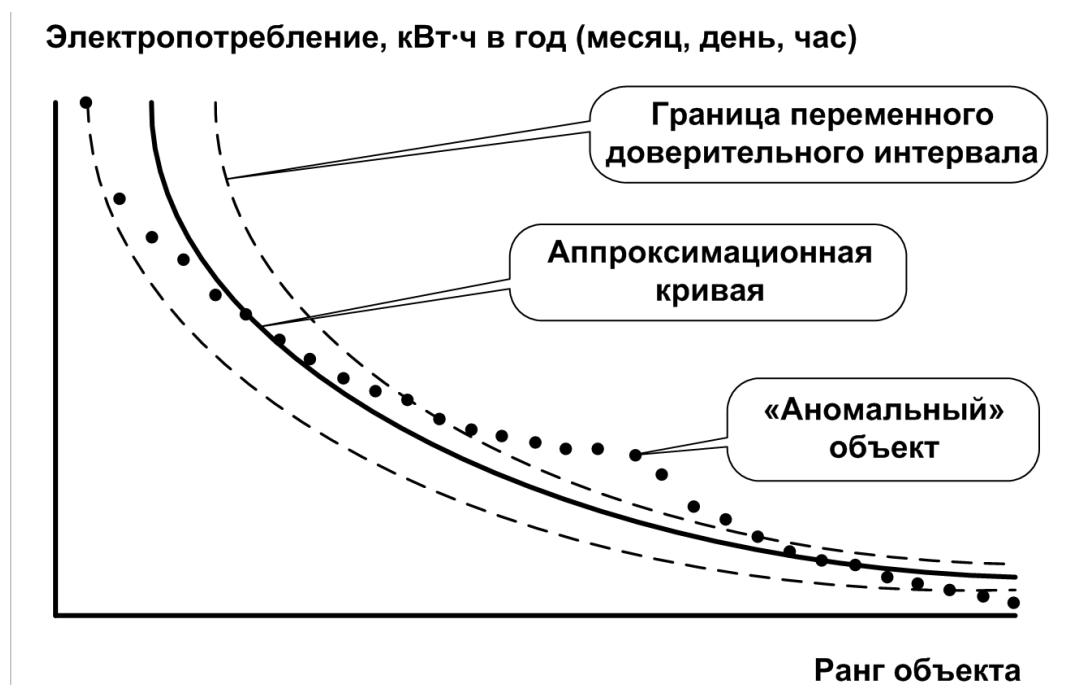 Электропотребление, кВт·ч в год (месяц, день, час)
Граница переменного
доверительного интервала
Аппроксимационная
кривая
«Аномальный»
объект
Ранг объекта